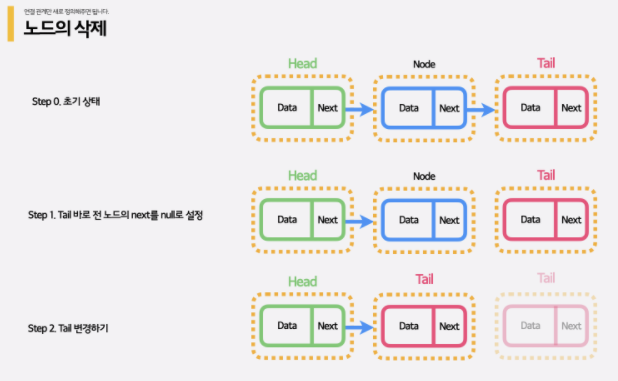 연결 관계만 새로 정의해주면 됩니다.
노드의 삭제
Head Node Tail
Step 0. 초기 상태
Data Next Data Next Data Next
Head Node Tail
Step 1. Tail 바로 전 노드의 next를 null로 설정
Data Next Data Next Data Next
Head Tail Tail
Step 2. Tail 변경하기
Data Next Data Next Data Next